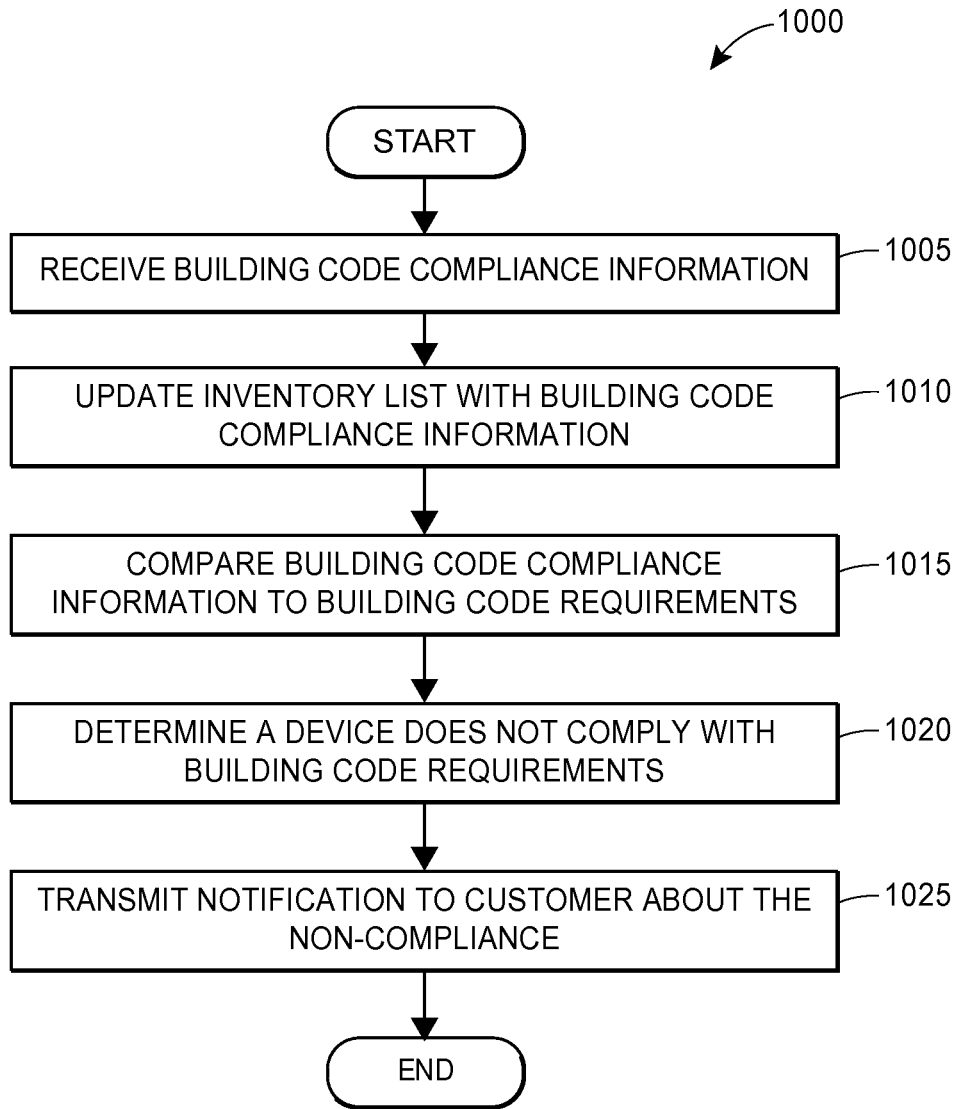 1000
START
RECEIVE BUILDING CODE COMPLIANCE INFORMATION
1005
UPDATE INVENTORY LIST WITH BUILDING CODE
COMPLIANCE INFORMATION
1010
COMPARE BUILDING CODE COMPLIANCE
INFORMATION TO BUILDING CODE REQUIREMENTS
1015
DETERMINE A DEVICE DOES NOT COMPLY WITH
BUILDING CODE REQUIREMENTS
1020
TRANSMIT NOTIFICATION TO CUSTOMER ABOUT THE
NON-COMPLIANCE
1025
END